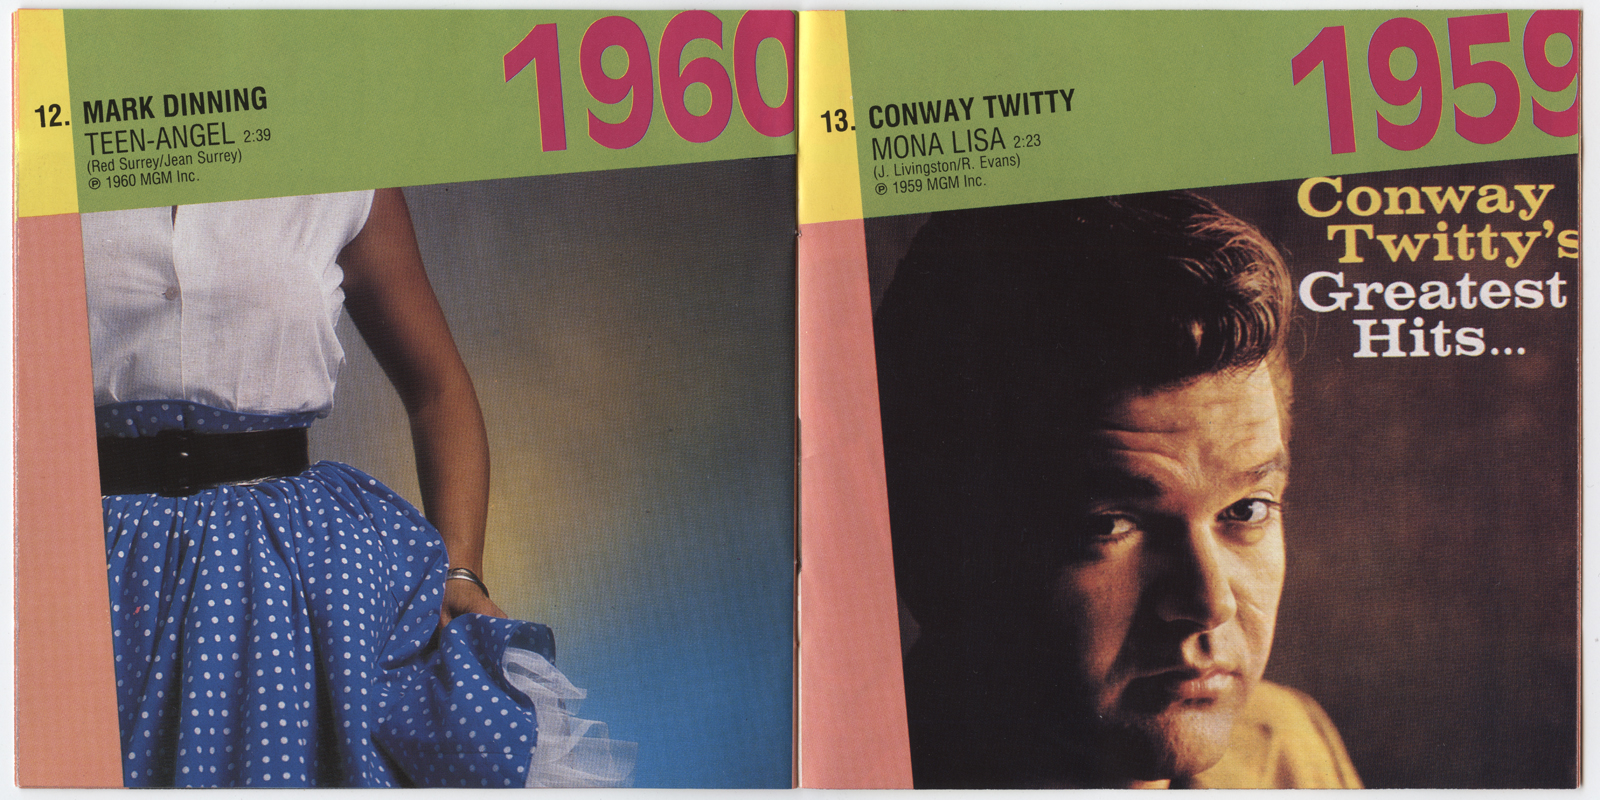 1960
12. MARK DINNING
TEEN-ANGEL 2:39
(Red Surrey/Jean Surrey)
℗ 1960 MGM Inc.
1959
13. CONWAY TWITTY
MONA LISA 2:23
(J. Livingston/R. Evans)
℗ 1959 MGM Inc.
Conway
Twitty's
Greatest
Hits...